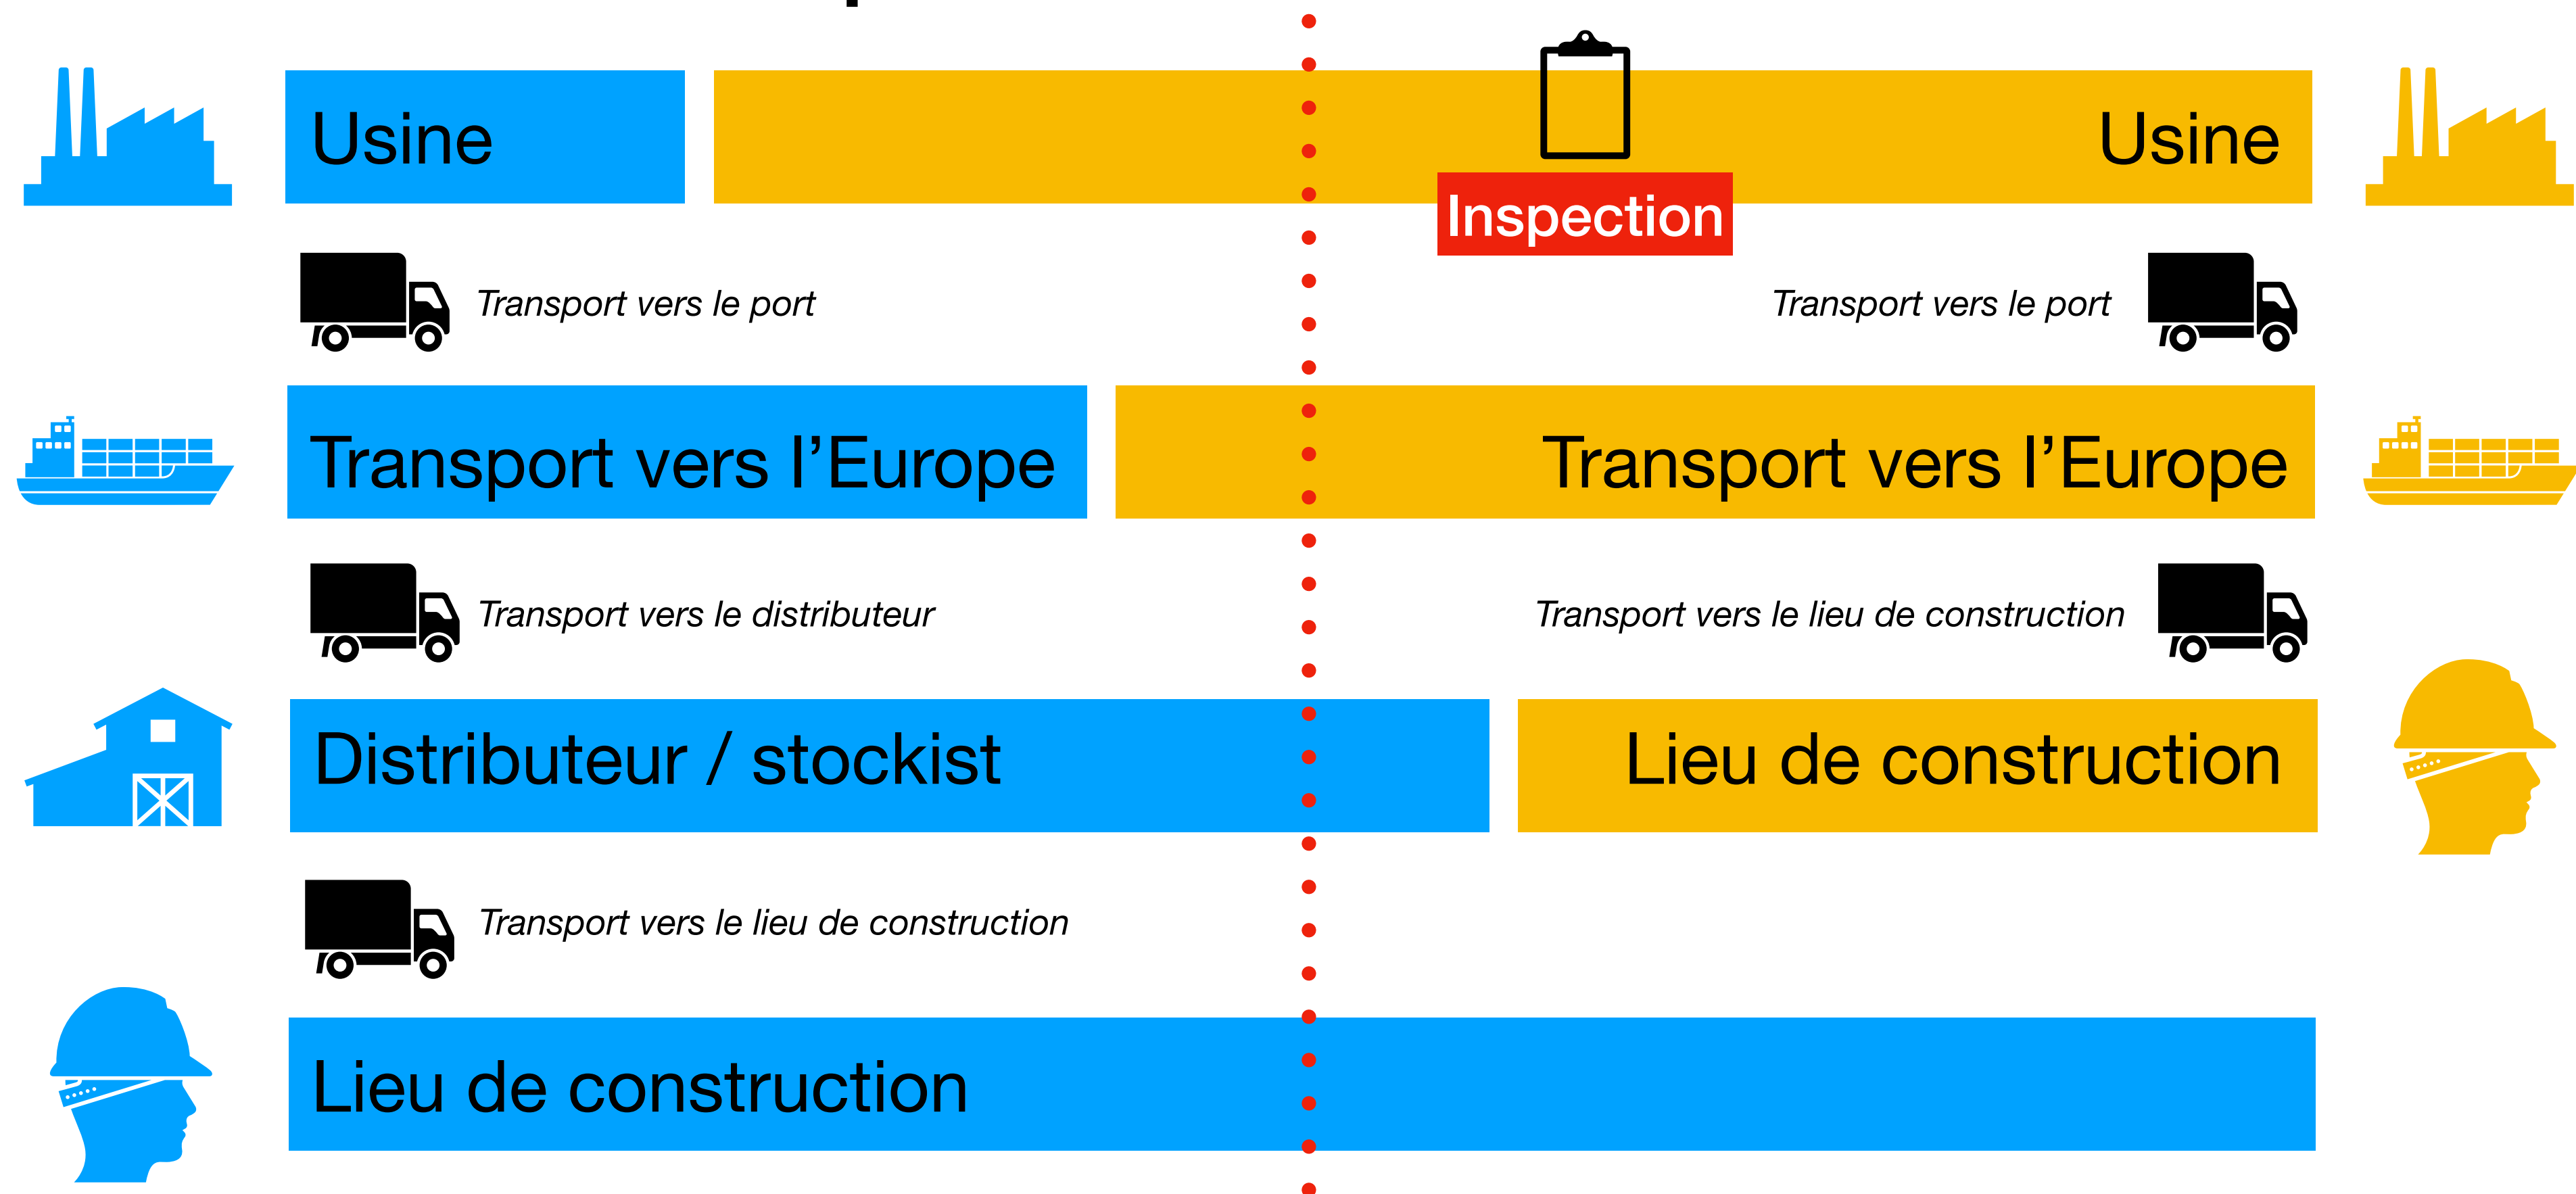 Usine
Usine
Inspection
Transport vers le port
Transport vers le port
Transport vers l’Europe
Transport vers l’Europe
Transport vers le distributeur
Transport vers le lieu de construction
Distributeur / stockist
Lieu de construction
Transport vers le lieu de construction
Lieu de construction